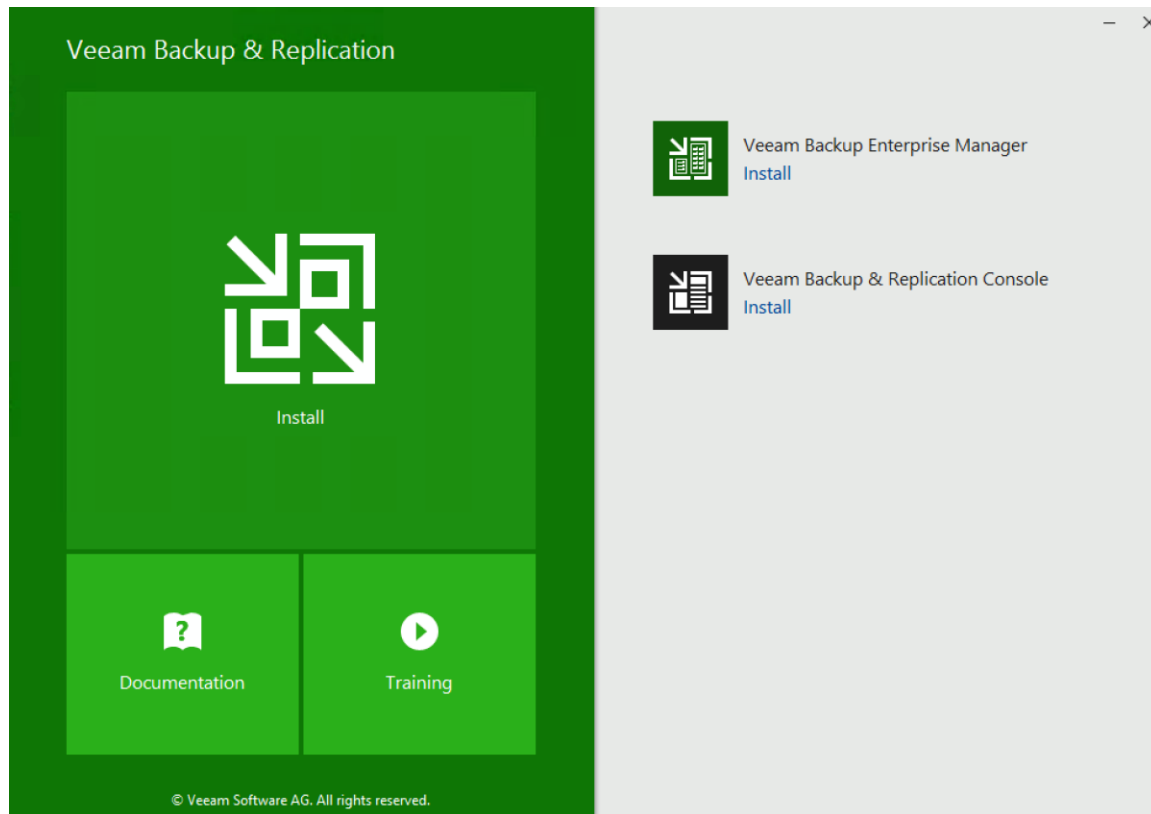 Veeam Backup & Replication
Install
Documentation
Training
© Veeam Software AG. All rights reserved.
Veeam Backup Enterprise Manager
Install
Veeam Backup & Replication Console
Install